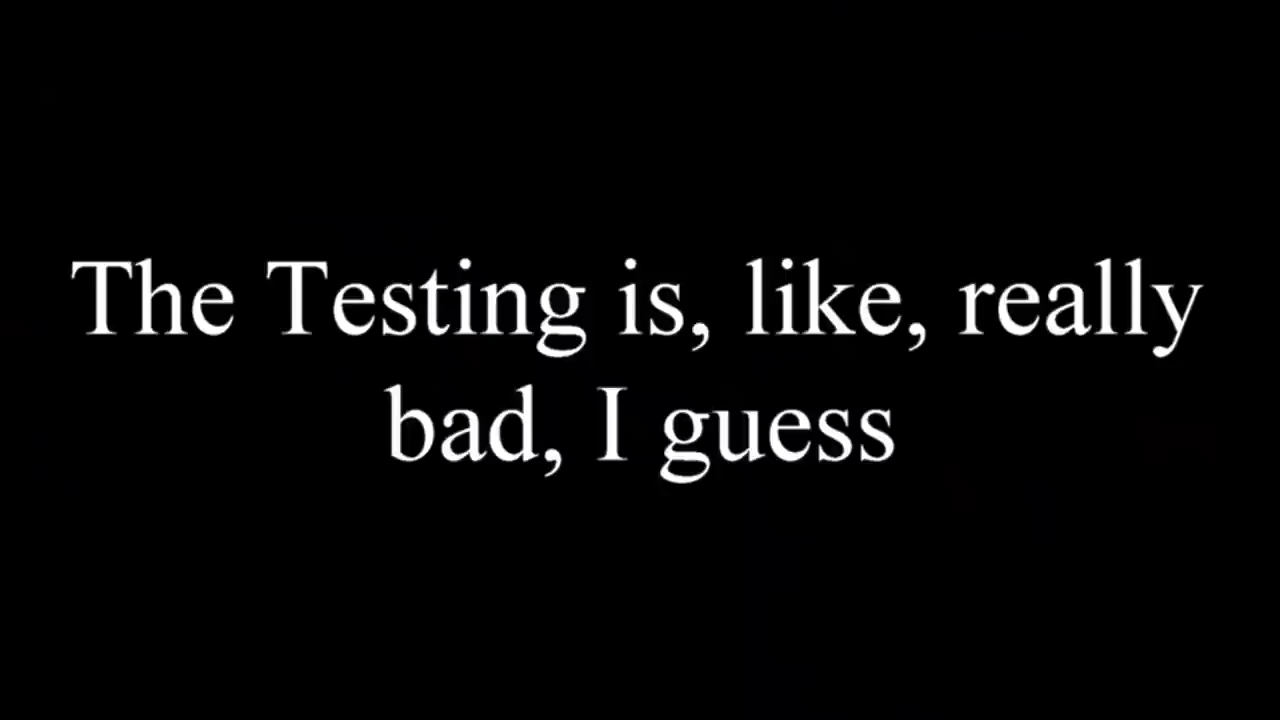 The Testing is, like, really
bad, I guess